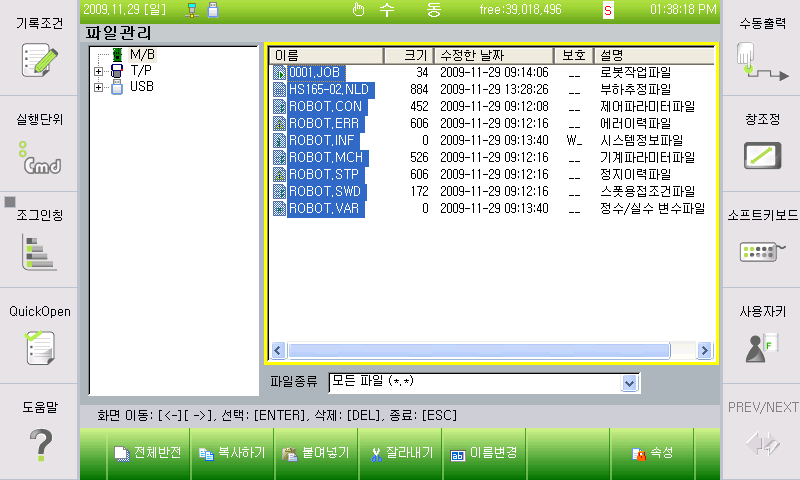 2009.11.29 [일] 수 동 free:39,018,496 S 01:38:18 PM
기록조건
실행단위
Cmd
조그인칭
QuickOpen
도움말
파일관리
M/B
T/P
USB
이름 크기 수정한 날짜 보호 설명
0001.JOB 34 2009-11-29 09:14:06 __ 로봇작업파일
HS165-02.NLD 884 2009-11-29 13:28:26 __ 부하추정파일
ROBOT.CON 452 2009-11-29 09:12:08 __ 제어파라미터파일
ROBOT.ERR 606 2009-11-29 09:12:16 __ 에러이력파일
ROBOT.INF 0 2009-11-29 09:13:40 W_ 시스템정보파일
ROBOT.MCH 526 2009-11-29 09:12:16 __ 기계파라미터파일
ROBOT.STP 606 2009-11-29 09:12:16 __ 정지이력파일
ROBOT.SWD 172 2009-11-29 09:12:16 __ 스폿용접조건파일
ROBOT.VAR 0 2009-11-29 09:13:40 __ 정수/실수 변수파일
파일종류 모든 파일 (*.*)
화면 이동: [<-][ ->], 선택: [ENTER], 삭제: [DEL], 종료: [ESC]
전체반전 복사하기 붙여넣기 잘라내기 이름변경 속성
수동출력
창조정
소프트키보드
사용자키
F
PREV/NEXT